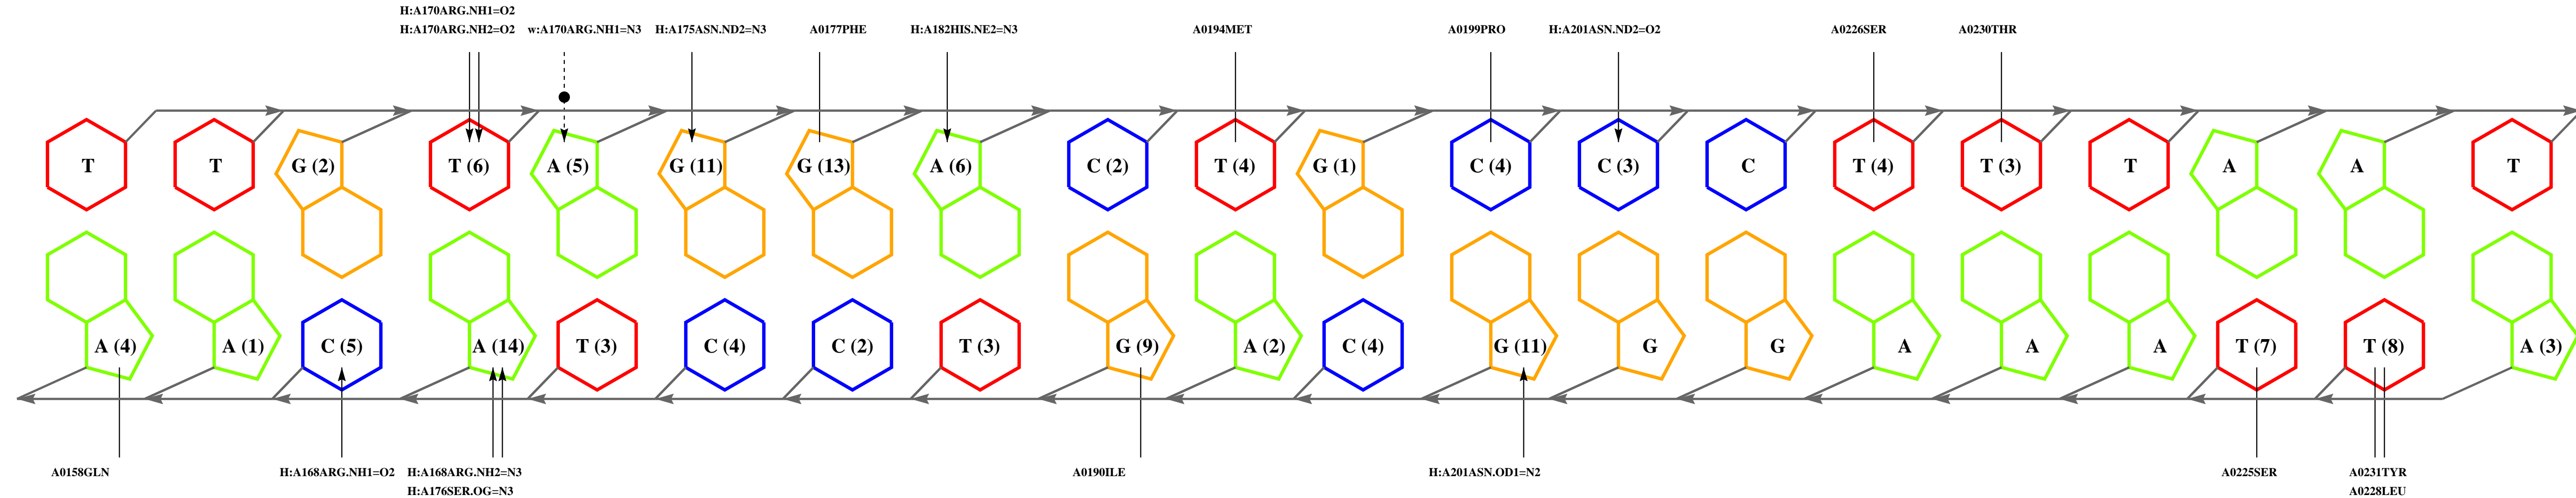 H:A170ARG.NH1=O2
H:A170ARG.NH2=O2 w:A170ARG.NH1=N3 H:A175ASN.ND2=N3 A0177PHE H:A182HIS.NE2=N3 A0194MET A0199PRO H:A201ASN.ND2=O2 A0226SER A0230THR
T T G (2) T (6) A (5) G (11) G (13) A (6) C (2) T (4) G (1) C (4) C (3) C T (4) T (3) T A A T
A (4) A (1) C (5) A (14) T (3) C (4) C (2) T (3) G (9) A (2) C (4) G (11) G G A A A T (7) T (8) A (3)
A0158GLN H:A168ARG.NH1=O2 H:A168ARG.NH2=N3 A0190ILE H:A201ASN.OD1=N2 A0225SER A0231TYR
H:A176SER.OG=N3 A0228LEU